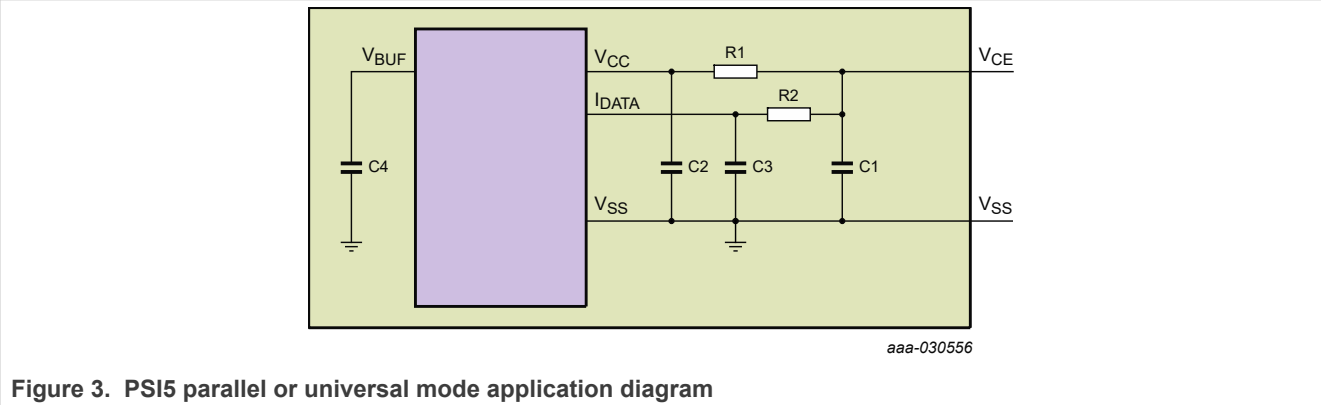 VBUF
VCC
R1
VCE
IDATA
R2
C4
C2
C3
C1
VSS
VSS
aaa-030556
Figure 3. PSI5 parallel or universal mode application diagram